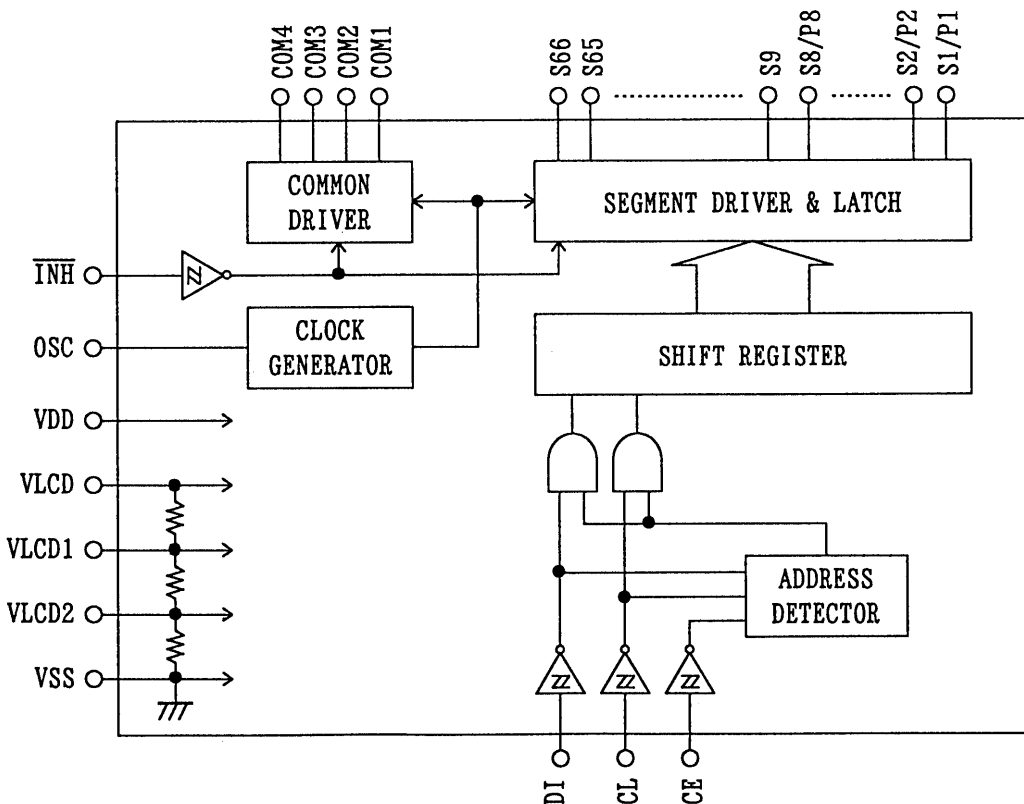 COM4
COM3
COM2
COM1
S66
S65
S9
S8/P8
S2/P2
S1/P1
COMMON
DRIVER
SEGMENT DRIVER & LATCH
INH
OSC
CLOCK
GENERATOR
SHIFT REGISTER
VDD
VLCD
VLCD1
VLCD2
VSS
ADDRESS
DETECTOR
DI
CL
CE